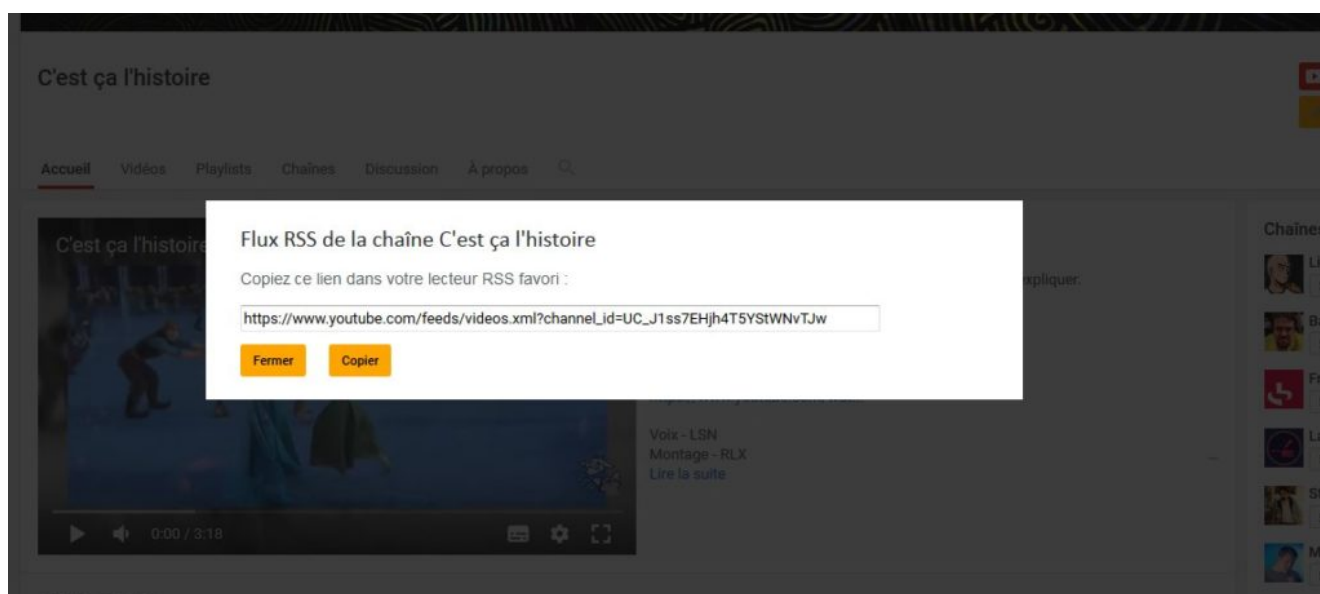 C'est ça l'histoire
Accueil Vidéos Playlists Chaînes Discussion À propos
C'est ça l'histoire
Flux RSS de la chaîne C'est ça l'histoire
Copiez ce lien dans votre lecteur RSS favori :
https://www.youtube.com/feeds/videos.xml?channel_id=UC_J1ss7EHjh4T5YStWNvTJw
Fermer Copier
expliquer.
Voix - LSN
Montage - RLX
Lire la suite
0:00 / 3:18
Chaînes